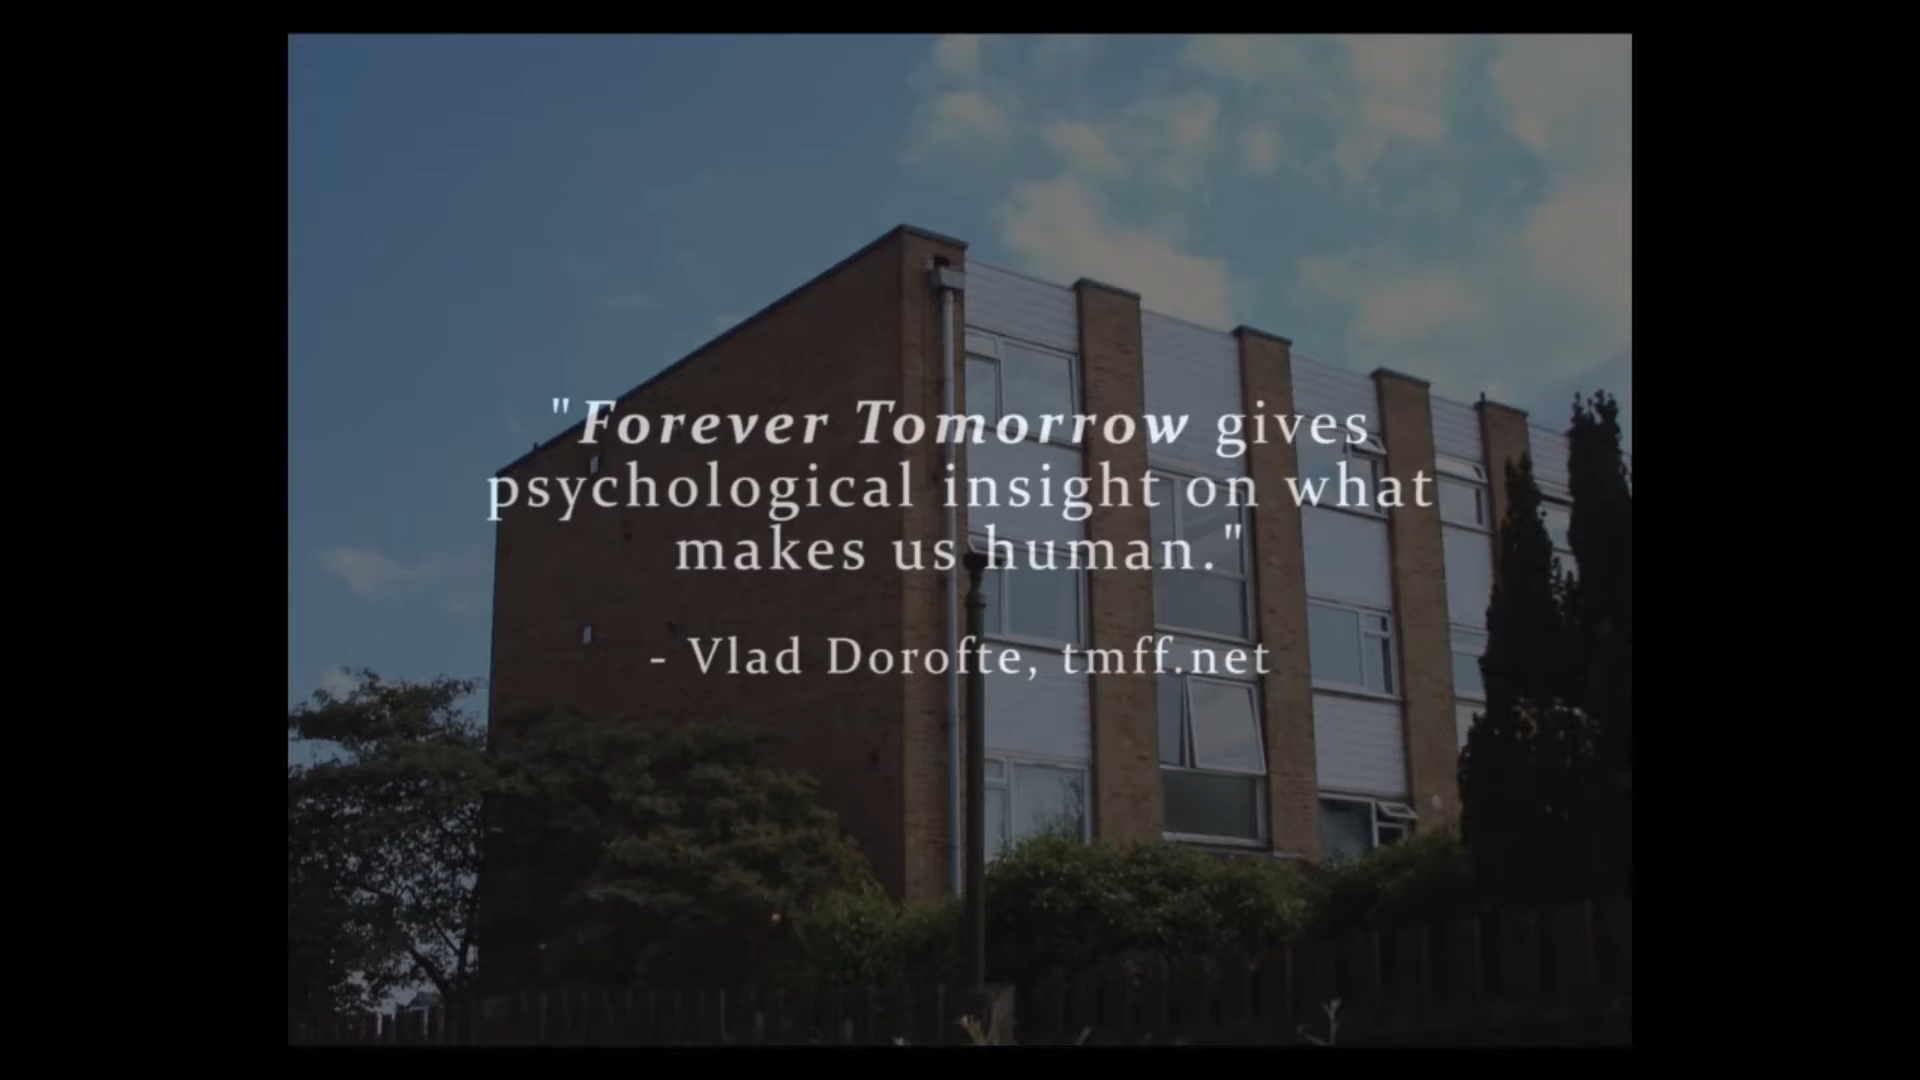 "Forever Tomorrow gives
psychological insight on what
makes us human."
- Vlad Dorofte, tmff.net